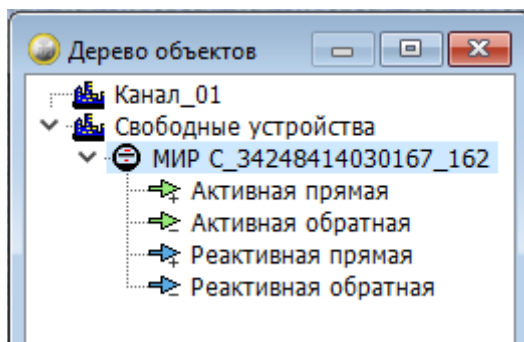 Дерево объектов
Канал_01
Свободные устройства
МИР С_34248414030167_162
Активная прямая
Активная обратная
Реактивная прямая
Реактивная обратная